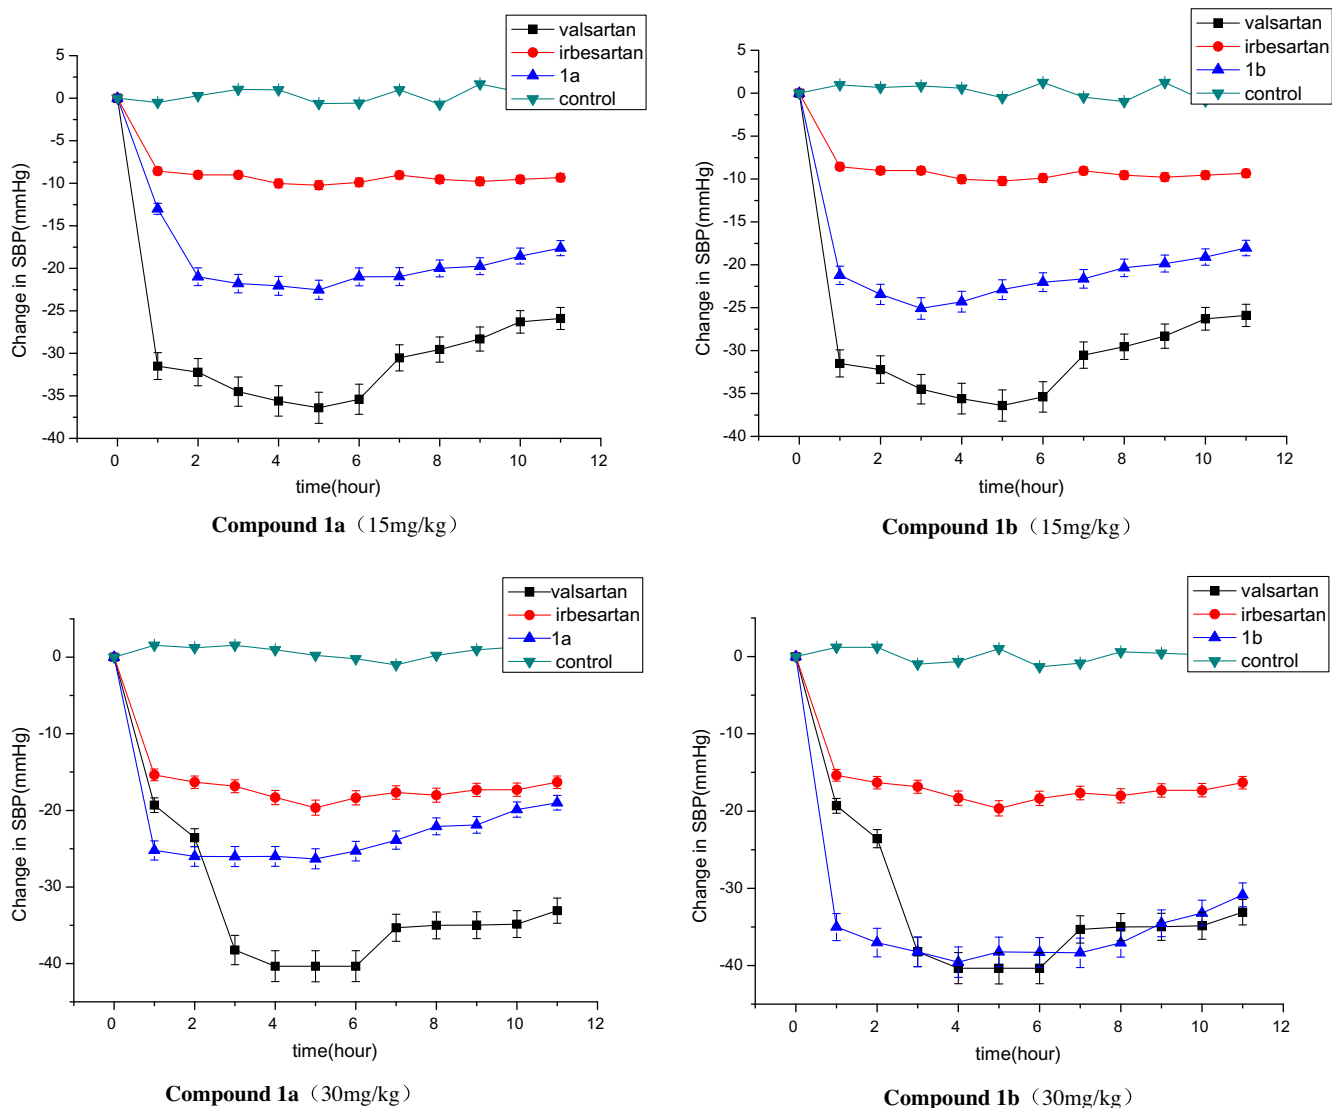 valsartan
irbesartan
1a
control
5
0
-5
-10
-15
-20
-25
-30
-35
-40
Change in SBP(mmHg)
0 2 4 6 8 10 12
time(hour)
Compound 1a（15mg/kg）
valsartan
irbesartan
1b
control
5
0
-5
-10
-15
-20
-25
-30
-35
-40
Change in SBP(mmHg)
0 2 4 6 8 10 12
time(hour)
Compound 1b（15mg/kg）
valsartan
irbesartan
1a
control
0
-10
-20
-30
-40
Change in SBP(mmHg)
0 2 4 6 8 10 12
time(hour)
Compound 1a（30mg/kg）
valsartan
irbesartan
1b
control
0
-10
-20
-30
-40
Change in SBP(mmHg)
0 2 4 6 8 10 12
time(hour)
Compound 1b（30mg/kg）